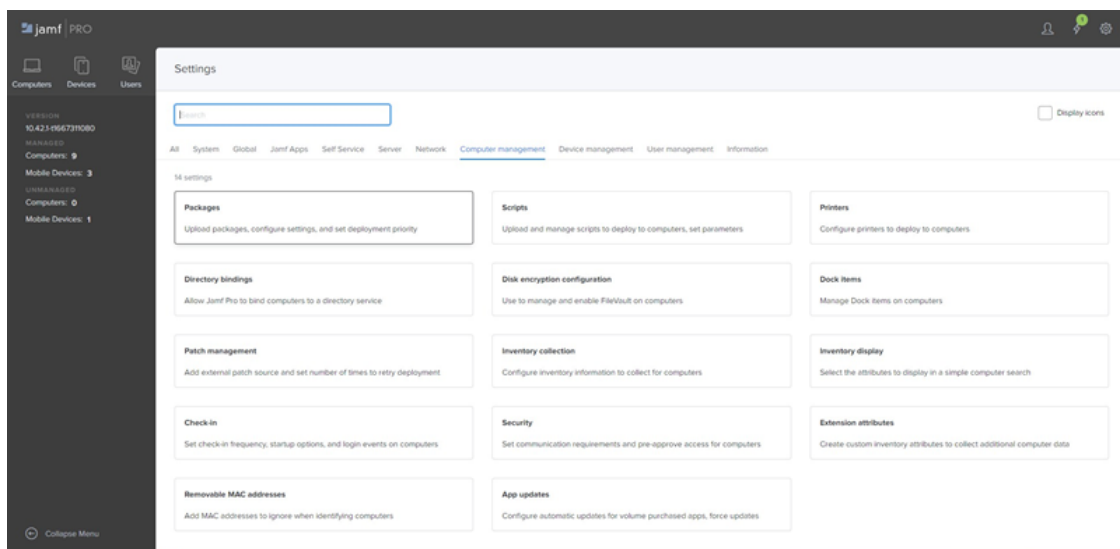 jamf PRO
1
Computers Devices Users
Settings
VERSION
10.42.1-t1667311080
MANAGED
Computers: 9
Mobile Devices: 3
UNMANAGED
Computers: 0
Mobile Devices: 1
Search
Display icons
All System Global Jamf Apps Self Service Server Network Computer management Device management User management Information
14 settings
Packages
Upload packages, configure settings, and set deployment priority
Scripts
Upload and manage scripts to deploy to computers, set parameters
Printers
Configure printers to deploy to computers
Directory bindings
Allow Jamf Pro to bind computers to a directory service
Disk encryption configuration
Use to manage and enable FileVault on computers
Dock items
Manage Dock items on computers
Patch management
Add external patch source and set number of times to retry deployment
Inventory collection
Configure inventory information to collect for computers
Inventory display
Select the attributes to display in a simple computer search
Check-in
Set check-in frequency, startup options, and login events on computers
Security
Set communication requirements and pre-approve access for computers
Extension attributes
Create custom inventory attributes to collect additional computer data
Removable MAC addresses
Add MAC addresses to ignore when identifying computers
App updates
Configure automatic updates for volume purchased apps, force updates
Collapse Menu